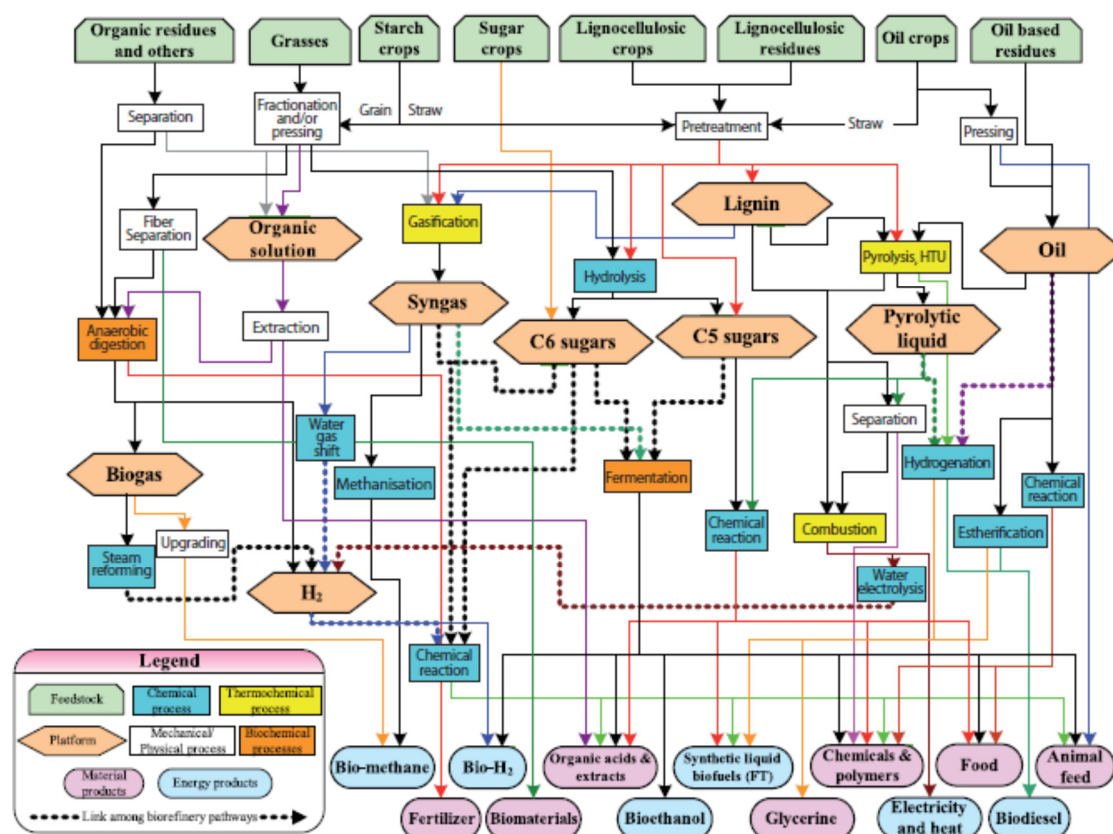 Organic residues
and others
Grasses
Starch
crops
Sugar
crops
Lignocellulosic
crops
Lignocellulosic
residues
Oil crops
Oil based
residues
Separation
Fractionation
and/or
pressing
Grain
Straw
Pretreatment
Straw
Pressing
Fiber
Separation
Organic
solution
Gasification
Lignin
Hydrolysis
Pyrolysis, HTU
Oil
Anaerobic
digestion
Extraction
Syngas
C6 sugars
C5 sugars
Pyrolytic
liquid
Separation
Water
gas
shift
Biogas
Methanisation
Fermentation
Hydrogenation
Chemical
reaction
Upgrading
Chemical
reaction
Combustion
Estherification
Steam
reforming
H₂
Water
electrolysis
Chemical
reaction
Legend
Feedstock
Chemical
process
Thermochemical
process
Platform
Mechanical/
Physical process
Biochemical
processes
Material
products
Energy products
Link among biorefinery pathways
Bio-methane
Bio-H₂
Organic acids &
extracts
Synthetic liquid
biofuels (FT)
Chemicals &
polymers
Food
Animal
feed
Fertilizer
Biomaterials
Bioethanol
Glycerine
Electricity
and heat
Biodiesel